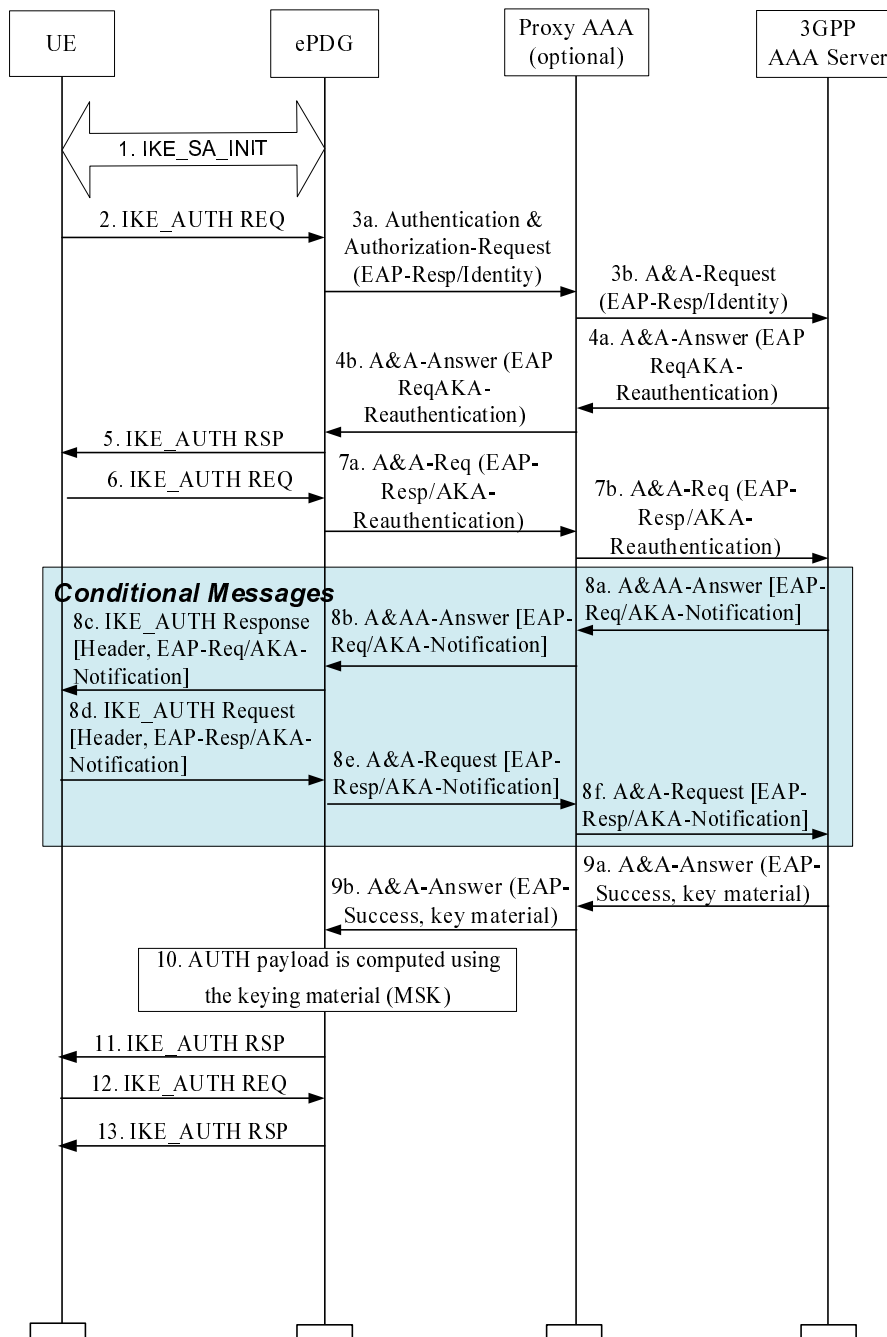 UE
ePDG
Proxy AAA
(optional)
3GPP
AAA Server
1. IKE_SA_INIT
2. IKE_AUTH REQ
3a. Authentication &
Authorization-Request
(EAP-Resp/Identity)
3b. A&A-Request
(EAP-Resp/Identity)
4a. A&A-Answer (EAP
ReqAKA-
Reauthentication)
4b. A&A-Answer (EAP
ReqAKA-
Reauthentication)
5. IKE_AUTH RSP
6. IKE_AUTH REQ
7a. A&A-Req (EAP-
Resp/AKA-
Reauthentication)
7b. A&A-Req (EAP-
Resp/AKA-
Reauthentication)
Conditional Messages
8a. A&AA-Answer [EAP-
Req/AKA-Notification]
8b. A&AA-Answer [EAP-
Req/AKA-Notification]
8c. IKE_AUTH Response
[Header, EAP-Req/AKA-
Notification]
8d. IKE_AUTH Request
[Header, EAP-Resp/AKA-
Notification]
8e. A&A-Request [EAP-
Resp/AKA-Notification]
8f. A&A-Request [EAP-
Resp/AKA-Notification]
9a. A&A-Answer (EAP-
Success, key material)
9b. A&A-Answer (EAP-
Success, key material)
10. AUTH payload is computed using
the keying material (MSK)
11. IKE_AUTH RSP
12. IKE_AUTH REQ
13. IKE_AUTH RSP